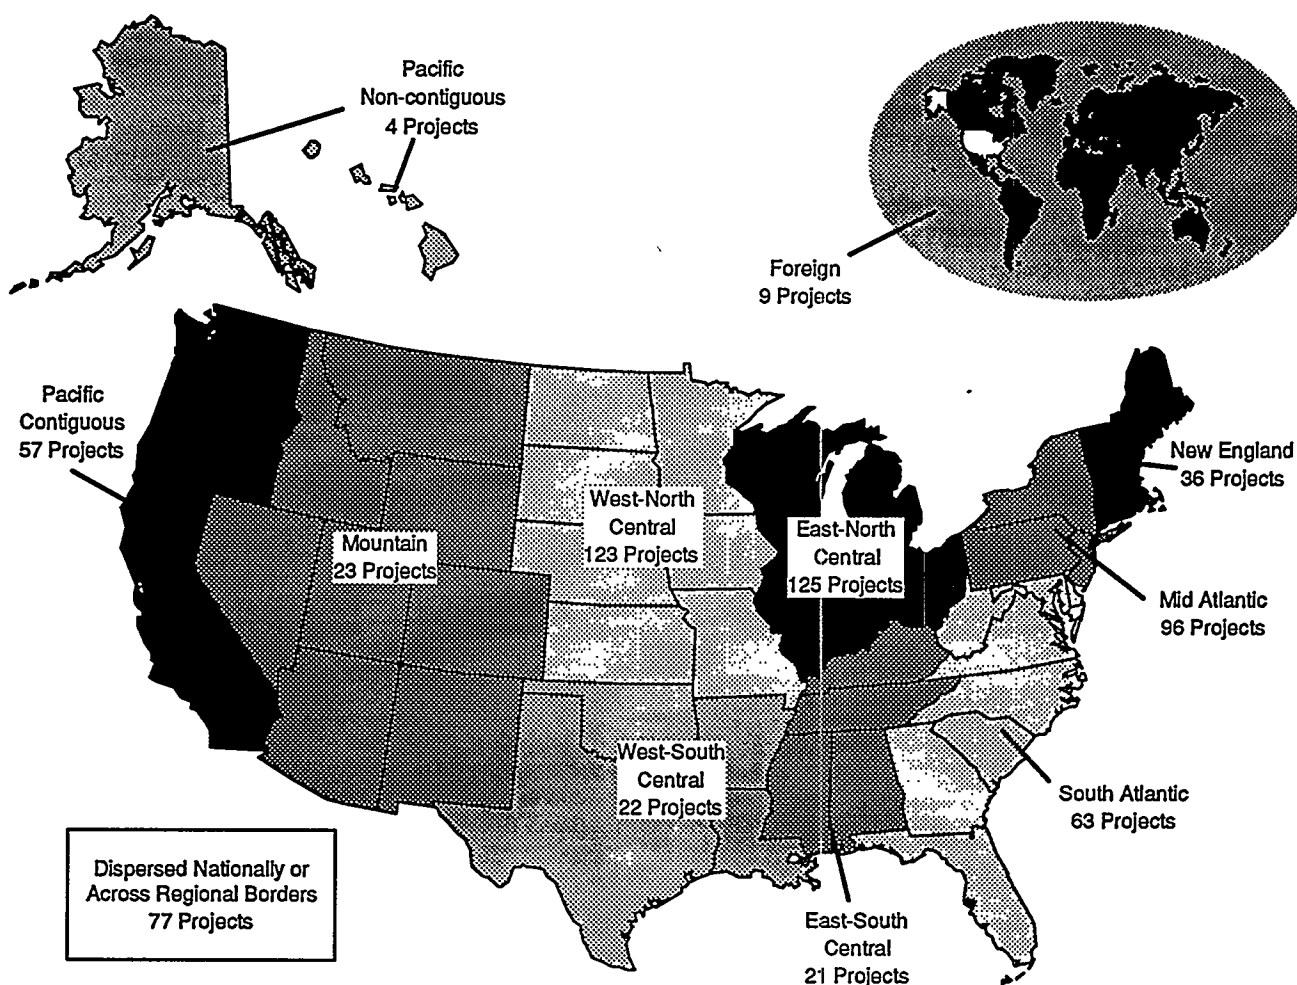 Pacific
Non-contiguous
4 Projects
Foreign
9 Projects
Pacific
Contiguous
57 Projects
New England
36 Projects
West-North
Central
123 Projects
East-North
Central
125 Projects
Mountain
23 Projects
Mid Atlantic
96 Projects
West-South
Central
22 Projects
South Atlantic
63 Projects
Dispersed Nationally or
Across Regional Borders
77 Projects
East-South
Central
21 Projects